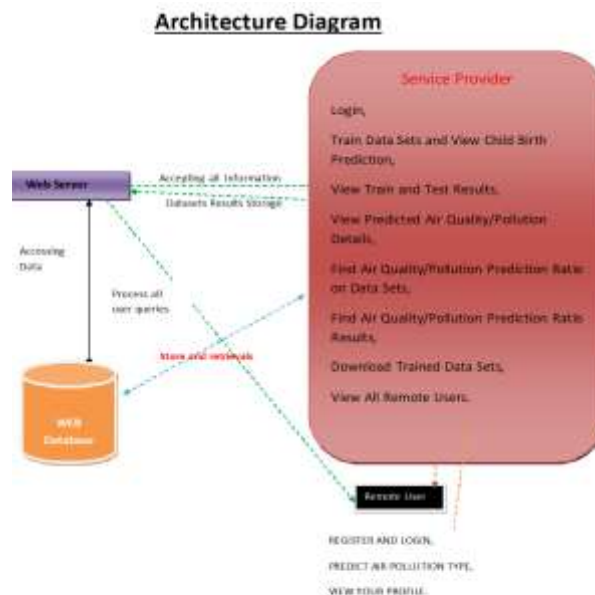 Architecture Diagram
Service Provider
Login,
Train Data Sets and View Child Birth
Prediction,
View Train and Test Results,
View Predicted Air Quality/Pollution
Details,
Find Air Quality/Pollution Prediction Ratio
on Data Sets,
Find Air Quality/Pollution Prediction Ratio
Results,
Download Trained Data Sets,
View All Remote Users.
Web Server
Accepting all Information
Datasets Results Storage
Accessing
Data
Process all
user queries
Store and retrievals
WEB
Database
Remote User
REGISTER AND LOGIN,
PREDICT AIR POLLUTION TYPE,
VIEW YOUR PROFILE.